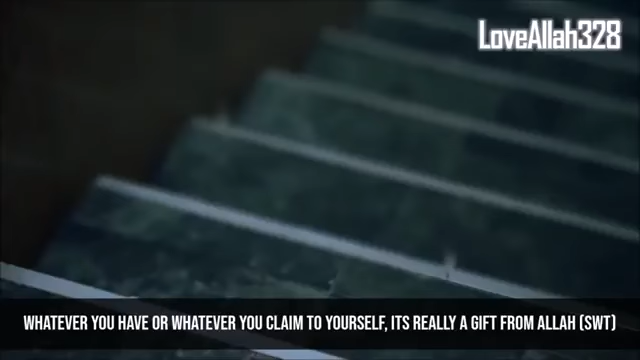 LoveAllah328
WHATEVER YOU HAVE OR WHATEVER YOU CLAIM TO YOURSELF, ITS REALLY A GIFT FROM ALLAH (SWT)